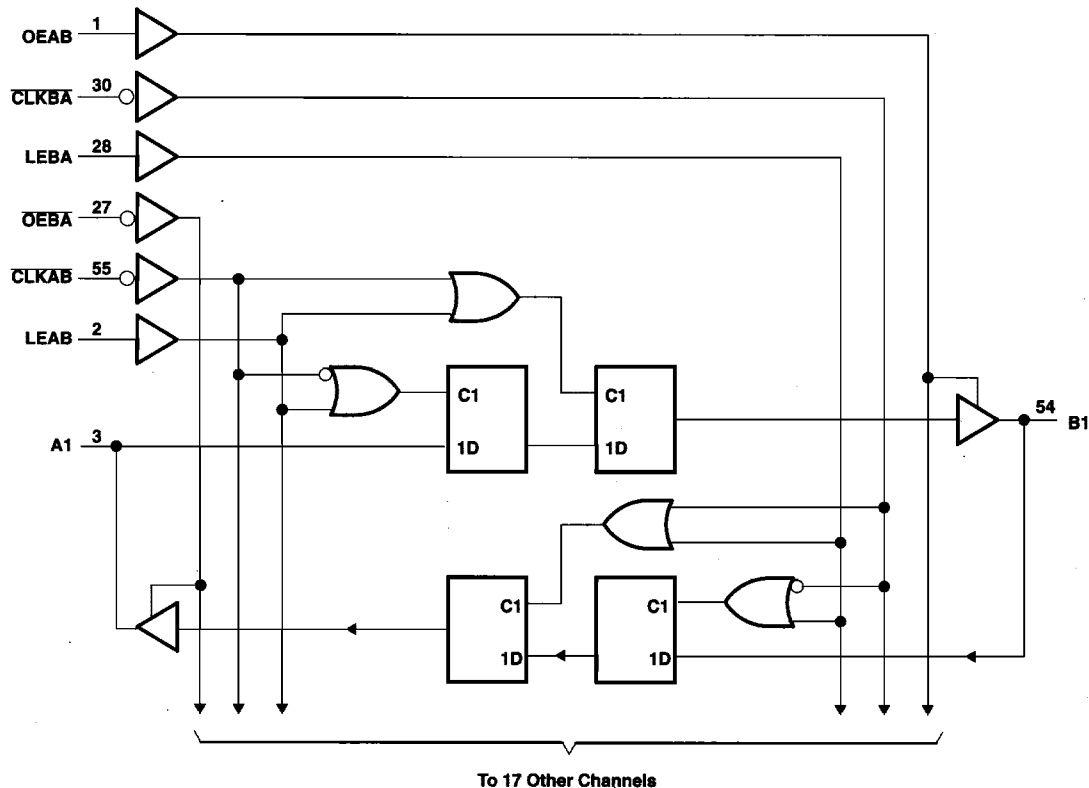 OEAB 1
CLKBA 30
LEBA 28
OEBA 27
CLKAB 55
LEAB 2
C1 C1
54
B1
A1 3
1D 1D
C1 C1
1D 1D
To 17 Other Channels